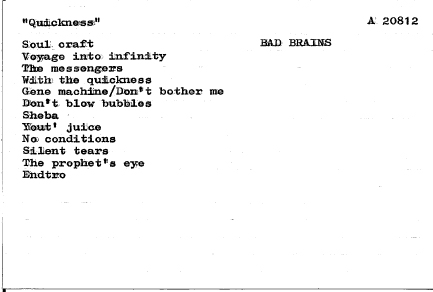 "Quickness" A 20812
Soul craft BAD BRAINS
Voyage into infinity
The messengers
With the quickness
Gene machine/Don't bother me
Don't blow bubbles
Sheba
Yout' juice
No conditions
Silent tears
The prophet's eye
Endtro